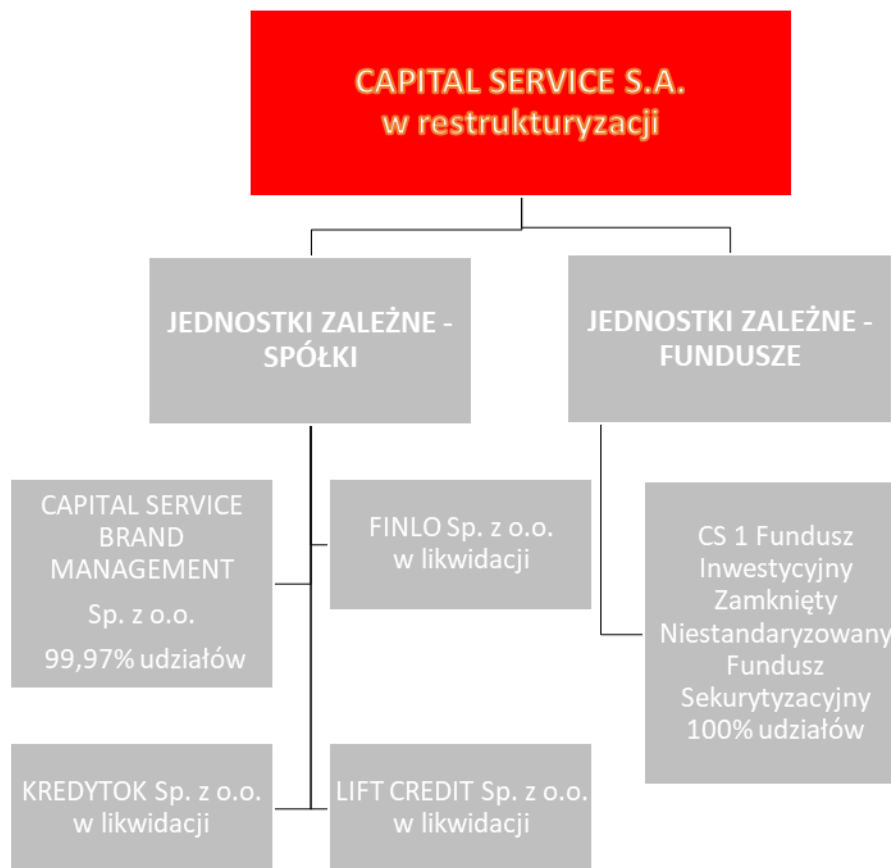 CAPITAL SERVICE S.A.
w restrukturyzacji
JEDNOSTKI ZALEŻNE -
SPÓŁKI
JEDNOSTKI ZALEŻNE -
FUNDUSZE
CAPITAL SERVICE
BRAND
MANAGEMENT
Sp. z o.o.
99,97% udziałów
FINLO Sp. z o.o.
w likwidacji
CS 1 Fundusz
Inwestycyjny
Zamknięty
Niestandaryzowany
Fundusz
Sekurytyzacyjny
100% udziałów
KREDYTOK Sp. z o.o.
w likwidacji
LIFT CREDIT Sp. z o.o.
w likwidacji